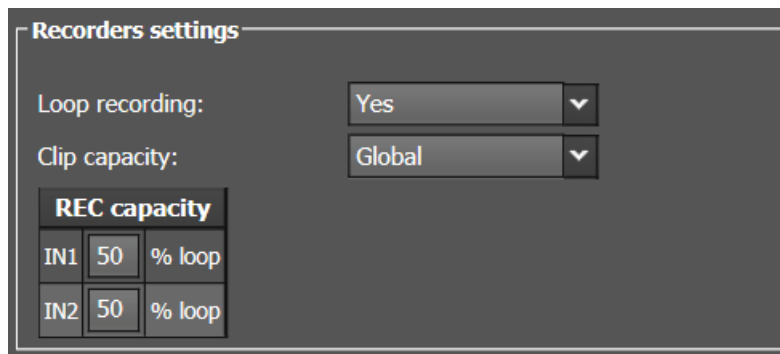 Recorders settings
Loop recording: Yes
Clip capacity: Global
REC capacity
IN1 50 % loop
IN2 50 % loop